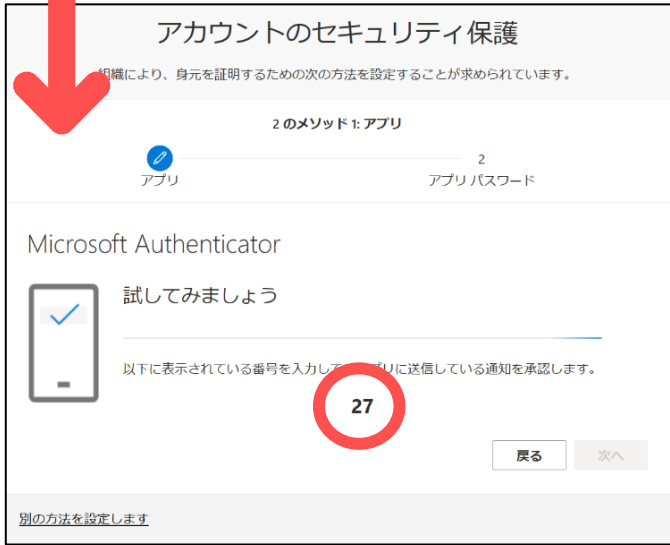 アカウントのセキュリティ保護
組織により、身元を証明するための次の方法を設定することが求められています。
2 のメソッド 1: アプリ
2
アプリ
アプリ パスワード
Microsoft Authenticator
試してみましょう
以下に表示されている番号を入力して プリに送信している通知を承認します。
27
戻る
次へ
別の方法を設定します